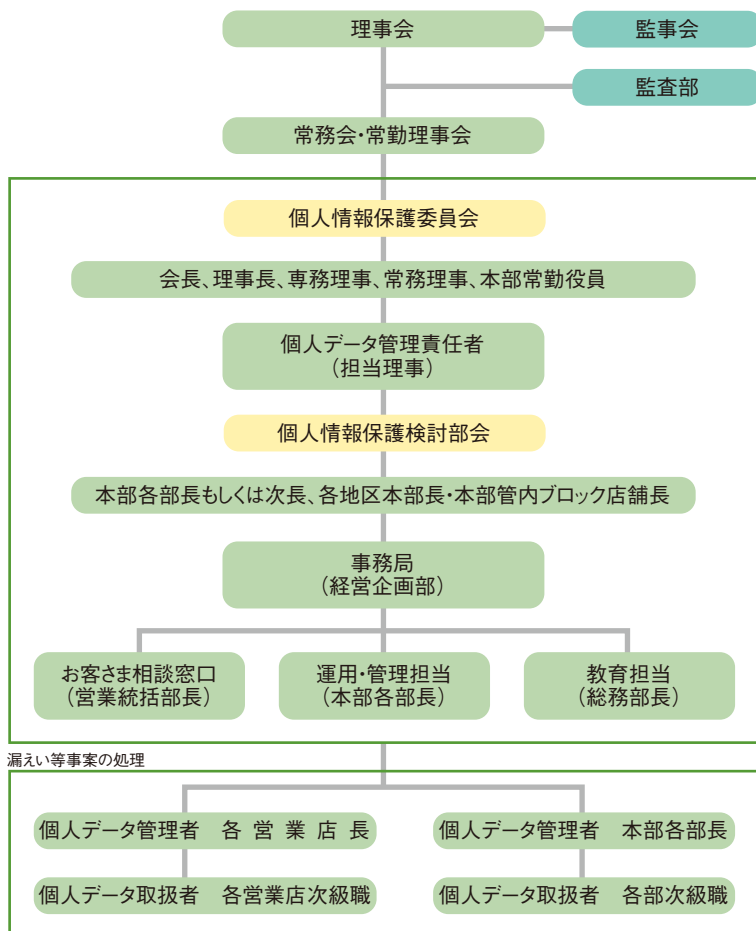 理事会
監事会
監査部
常務会・常勤理事会
個人情報保護委員会
会長、理事長、専務理事、常務理事、本部常勤役員
個人データ管理責任者
（担当理事）
個人情報保護検討部会
本部各部長もしくは次長、各地区本部長・本部管内ブロック店舗長
事務局
（経営企画部）
お客さま相談窓口
（営業統括部長）
運用・管理担当
（本部各部長）
教育担当
（総務部長）
漏えい等事案の処理
個人データ管理者　各 営 業 店 長
個人データ管理者　本部各部長
個人データ取扱者　各営業店次級職
個人データ取扱者　各部次級職